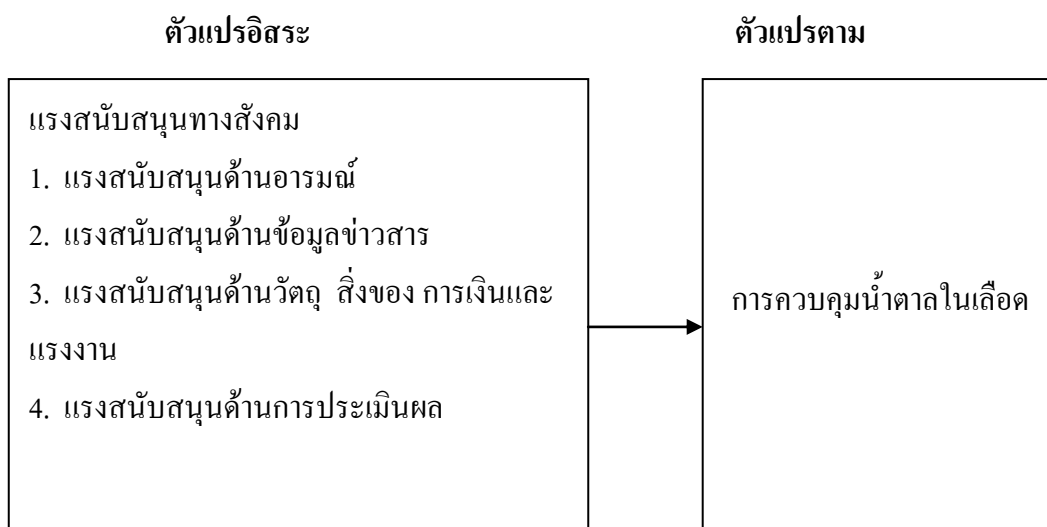 ตัวแปรอิสระ ตัวแปรตาม
แรงสนับสนุนทางสังคม
1. แรงสนับสนุนด้านอารมณ์
2. แรงสนับสนุนด้านข้อมูลข่าวสาร
3. แรงสนับสนุนด้านวัตถุ สิ่งของ การเงินและ
แรงงาน
4. แรงสนับสนุนด้านการประเมินผล
การควบคุมน้ำตาลในเลือด